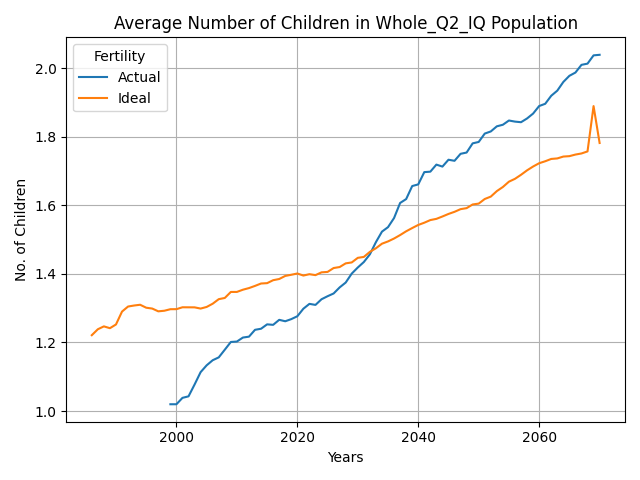 Average Number of Children in Whole_Q2_IQ Population
Fertility
Actual
Ideal
No. of Children
2.0
1.8
1.6
1.4
1.2
1.0
2000 2020 2040 2060
Years